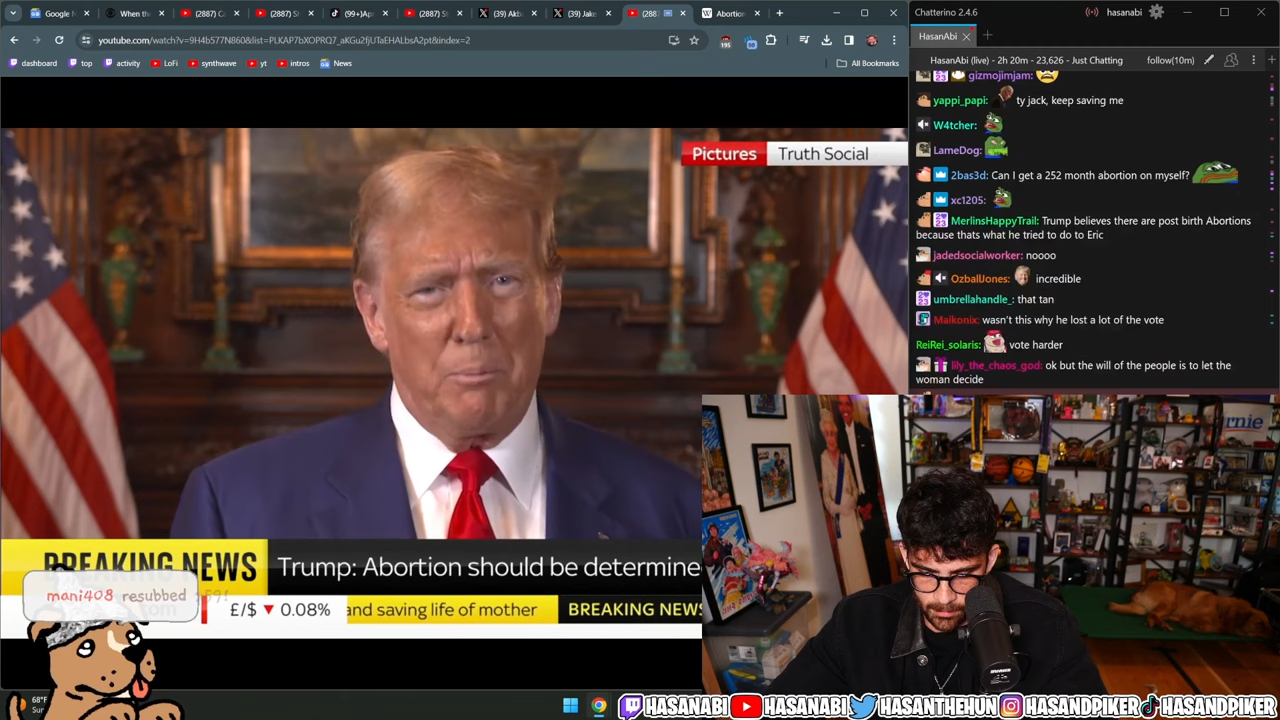 Google N
When the
(2887) C
(2887) S
(99+)
(2887) S
(39) Akb
(39) Jake
(288
Abortion
youtube.com/watch?v=9H4b577N860&list=PLKAP7bXOPRQ7_aKGu2fjUTaEHALbsA2pt&index=2
195
dashboard
top
activity
LoFi
synthwave
yt
intros
News
All Bookmarks
Pictures Truth Social
BREAKING NEWS
Trump: Abortion should be determine
mani408 resubbed
£/$ ▼ 0.08%
and saving life of mother
BREAKING NEWS
68°F
Chatterino 2.4.6
hasanabi
HasanAbi
HasanAbi (live) - 2h 20m - 23,626 - Just Chatting
follow(10m)
gizmojimjam:
yappi_papi: ty jack, keep saving me
W4tcher:
LameDog:
2bas3d: Can I get a 252 month abortion on myself?
xc1205:
MerlinsHappyTrail: Trump believes there are post birth Abortions
because thats what he tried to do to Eric
jadedsocialworker: noooo
OzballJones: incredible
umbrellahandle_: that tan
Malkonix: wasn't this why he lost a lot of the vote
ReiRei_solaris: vote harder
lily_the_chaos_god: ok but the will of the people is to let the
woman decide
ernie
HASANABI
HASANABI
HASANTHEHUN
HASANDPIKER
HASANDPIKER